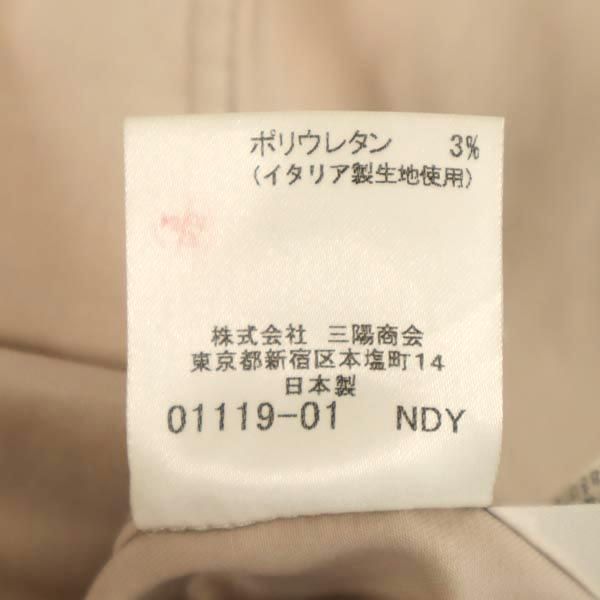 ポリウレタン 3%
(イタリア製生地使用)
株式会社 三陽商会
東京都新宿区本塩町14
日本製
01119-01 NDY